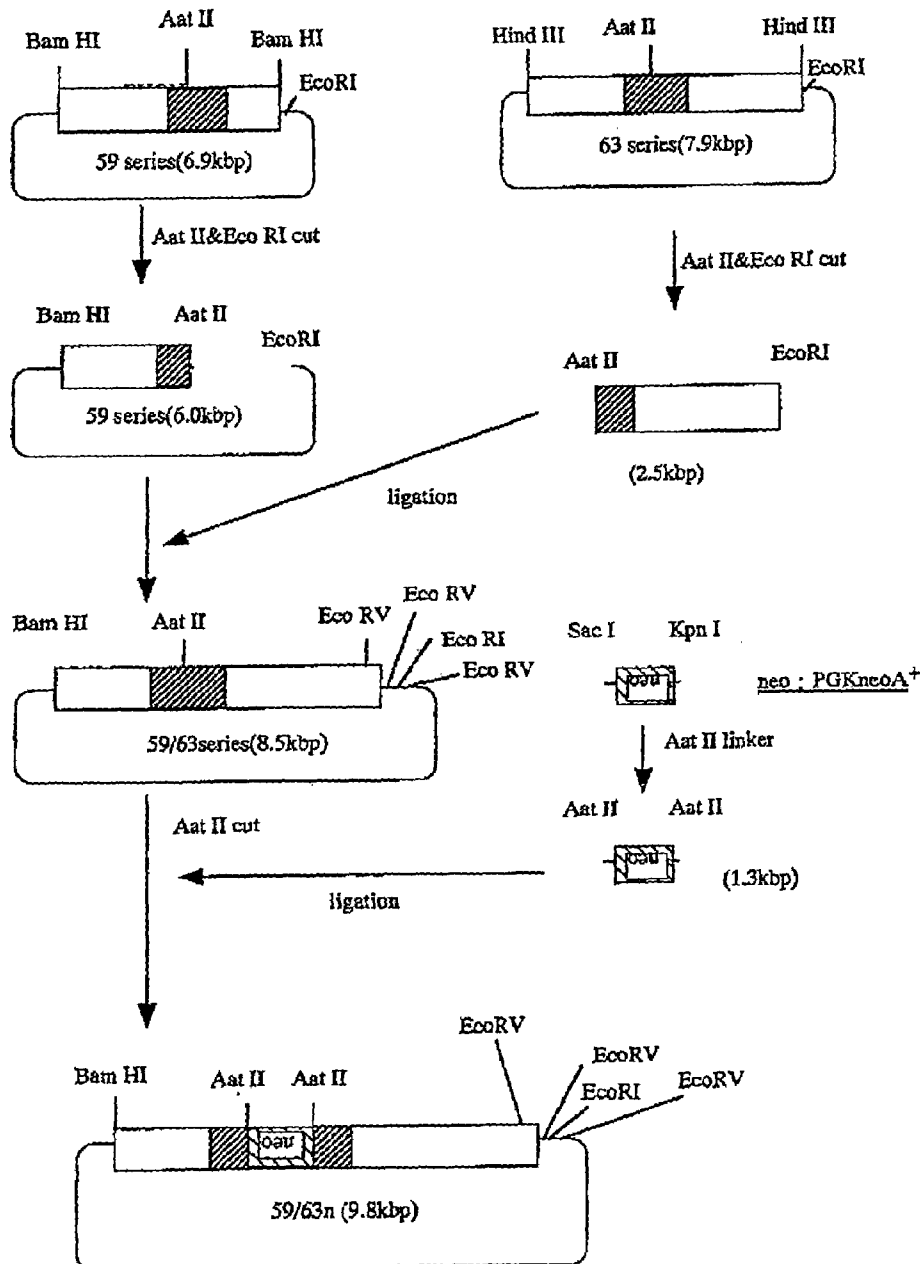 Aat II
Bam HI
Bam HI
EcoRI
59 series(6.9kbp)
Hind III
Aat II
Hind III
EcoRI
63 series(7.9kbp)
Aat II&Eco RI cut
Aat II&Eco RI cut
Bam HI
Aat II
EcoRI
59 series(6.0kbp)
Aat II
EcoRI
(2.5kbp)
ligation
Bam HI
Aat II
Eco RV
Eco RV
Eco RI
Eco RV
59/63series(8.5kbp)
Sac I
Kpn I
neo
neo : PGKneoA+
Aat II linker
Aat II
Aat II
neo
(1.3kbp)
Aat II cut
ligation
Bam HI
Aat II
Aat II
EcoRV
EcoRV
EcoRI
EcoRV
neo
59/63n (9.8kbp)